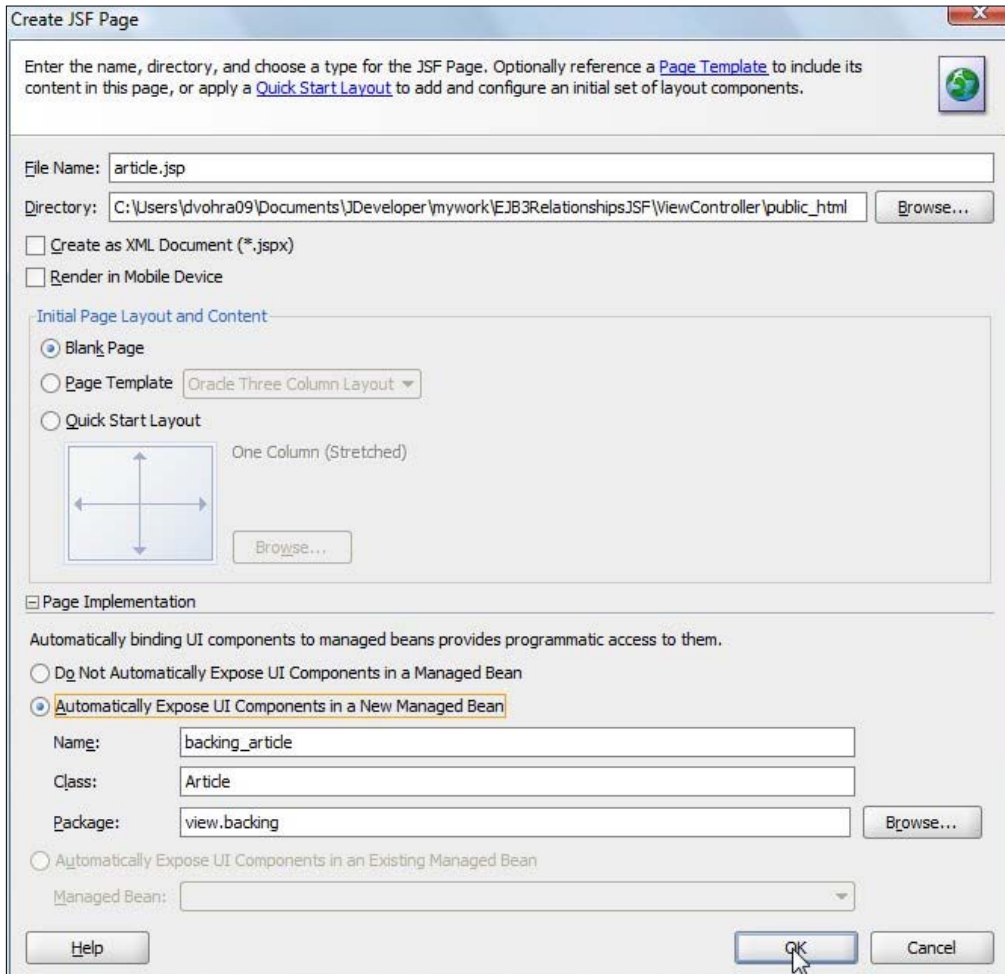 Create JSF Page
Enter the name, directory, and choose a type for the JSF Page. Optionally reference a Page Template to include its
content in this page, or apply a Quick Start Layout to add and configure an initial set of layout components.
File Name: article.jsp
Directory: C:\Users\dvohra09\Documents\JDeveloper\mywork\EJB3RelationshipsJSF\ViewController\public_html Browse...
Create as XML Document (*.jspx)
Render in Mobile Device
Initial Page Layout and Content
Blank Page
Page Template Oracle Three Column Layout
Quick Start Layout
One Column (Stretched)
Browse...
Page Implementation
Automatically binding UI components to managed beans provides programmatic access to them.
Do Not Automatically Expose UI Components in a Managed Bean
Automatically Expose UI Components in a New Managed Bean
Name: backing_article
Class: Article
Package: view.backing Browse...
Automatically Expose UI Components in an Existing Managed Bean
Managed Bean:
Help OK Cancel